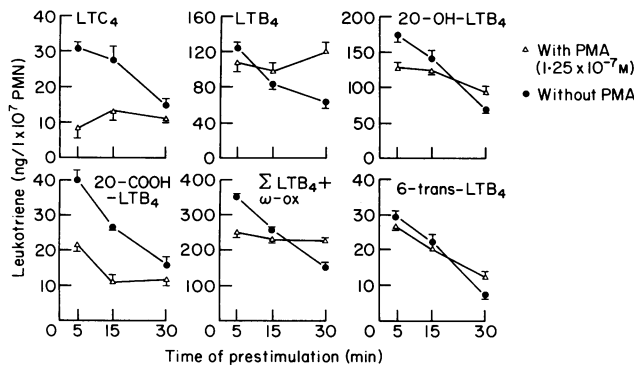 LTC4
LTB4
20-OH-LTB4
40
30
20
10
0
160
120
80
40
0
200
150
100
50
0
△ With PMA
(1·25 x 10⁻⁷ M)
● Without PMA
Leukotriene (ng/1 x 10⁷ PMN)
20-COOH
-LTB4
∑ LTB4 +
ω-ox
6-trans-LTB4
40
30
20
10
400
300
200
100
40
30
20
10
0 5 15 30
0 5 15 30
0 5 15 30
Time of prestimulation (min)